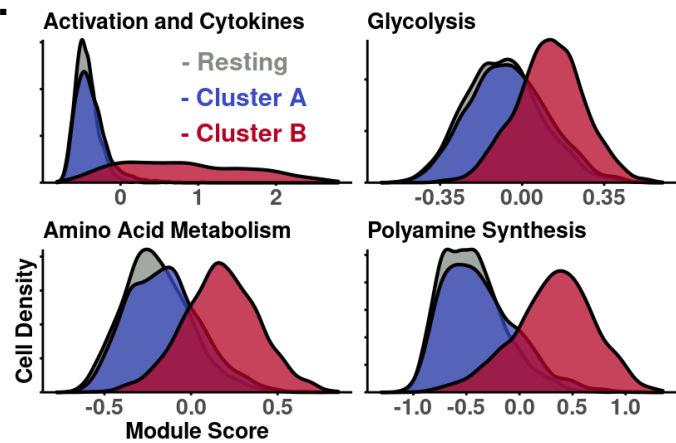 Activation and Cytokines
- Resting
- Cluster A
- Cluster B
0 1 2
Glycolysis
-0.35 0.00 0.35
Amino Acid Metabolism
Cell Density
-0.5 0.0 0.5
Module Score
Polyamine Synthesis
-1.0 -0.5 0.0 0.5 1.0